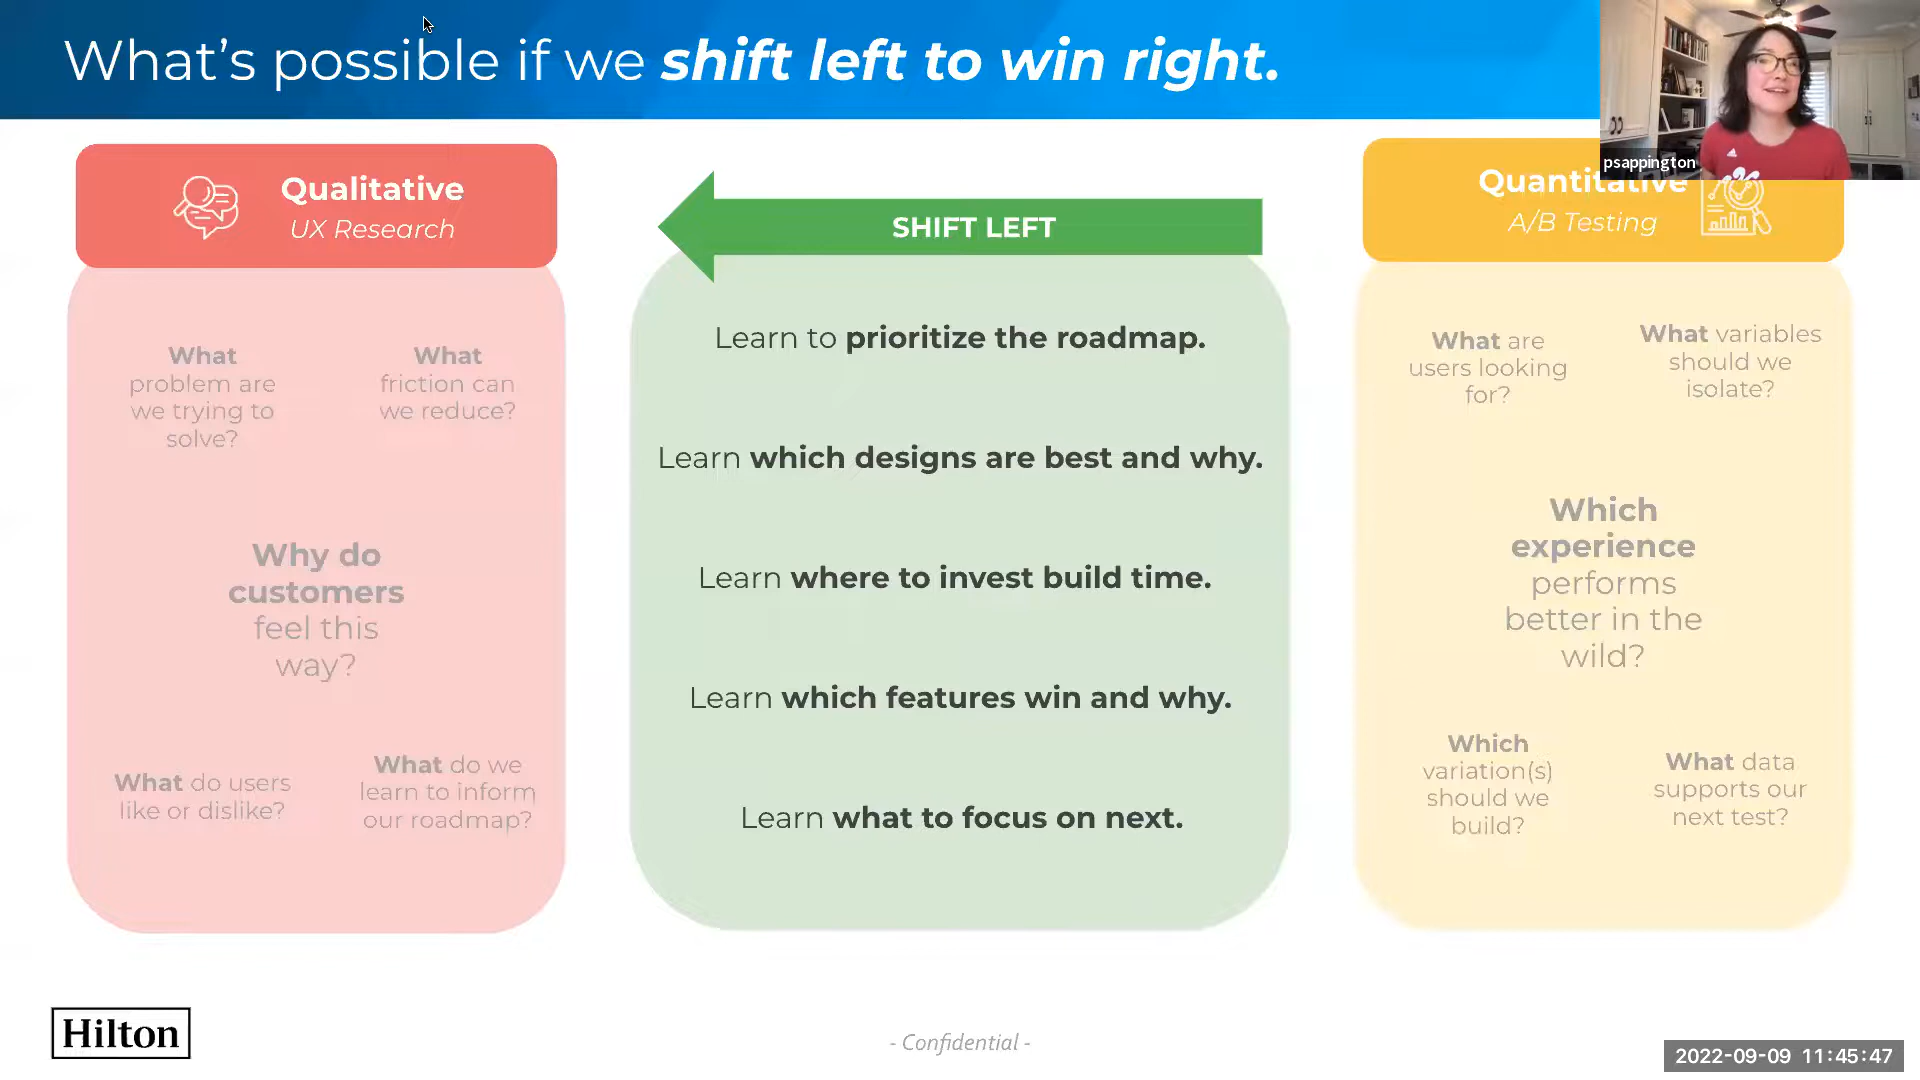 What's possible if we shift left to win right.
psappington
Qualitative
UX Research
What
problem are
we trying to
solve?
What
friction can
we reduce?
Why do
customers
feel this
way?
What do users
like or dislike?
What do we
learn to inform
our roadmap?
SHIFT LEFT
Learn to prioritize the roadmap.
Learn which designs are best and why.
Learn where to invest build time.
Learn which features win and why.
Learn what to focus on next.
Quantitative
A/B Testing
What are
users looking
for?
What variables
should we
isolate?
Which
experience
performs
better in the
wild?
Which
variation(s)
should we
build?
What data
supports our
next test?
Hilton
- Confidential -
2022-09-09 11:45:47